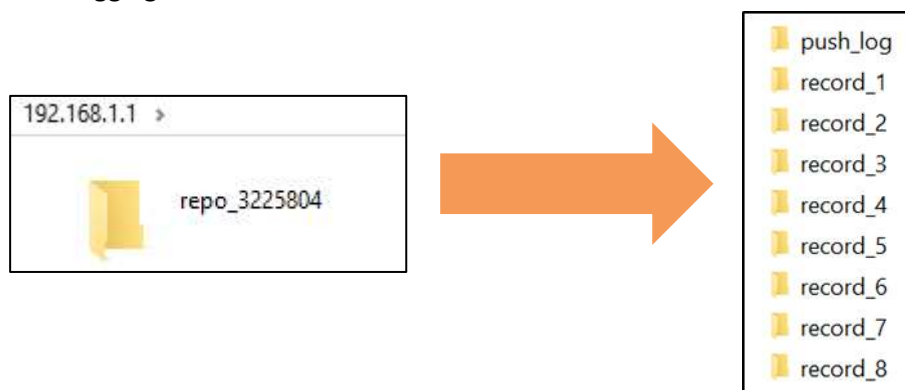 192.168.1.1 >
repo_3225804
push_log
record_1
record_2
record_3
record_4
record_5
record_6
record_7
record_8